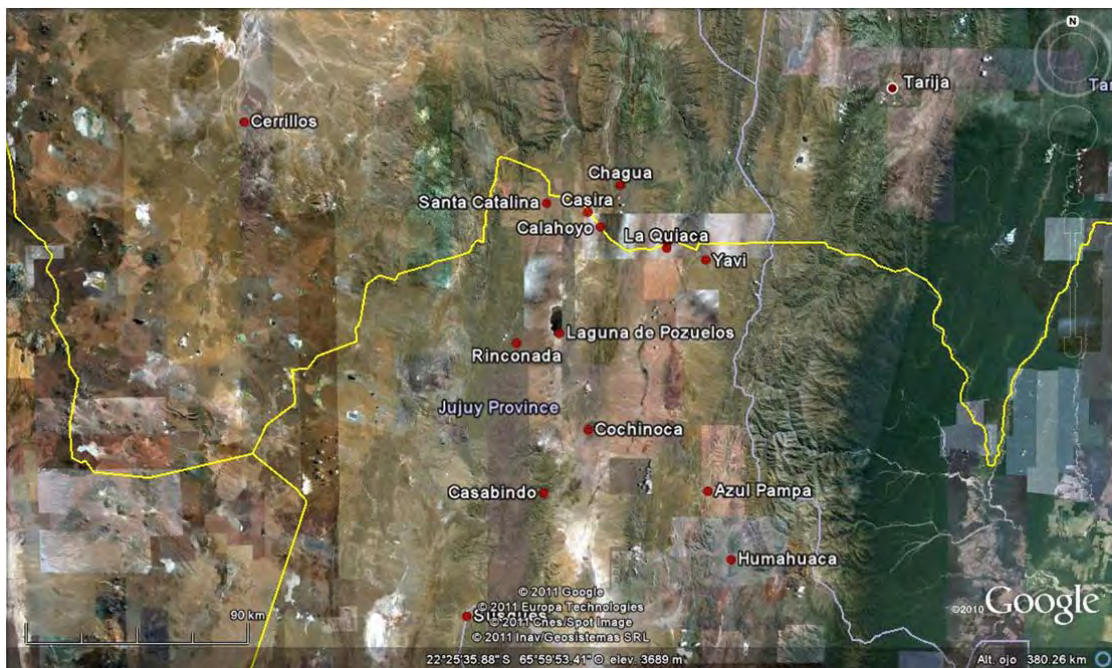 N
Tarija
Tar
Cerrillos
Chagua
Santa Catalina
Casira
Calahoyo
La Quiaca
Yavi
Laguna de Pozuelos
Rinconada
Jujuy Province
Cochinoca
Casabindo
Azul Pampa
Humahuaca
90 km
Susques
© 2011 Google
© 2011 Europa Technologies
© 2011 Cnes/Spot Image
© 2011 Inav/Geosistemas SRL
©2010 Google
22°25'35.88" S 65°59'53.41" O elev. 3689 m
Alt. ojo 380.26 km